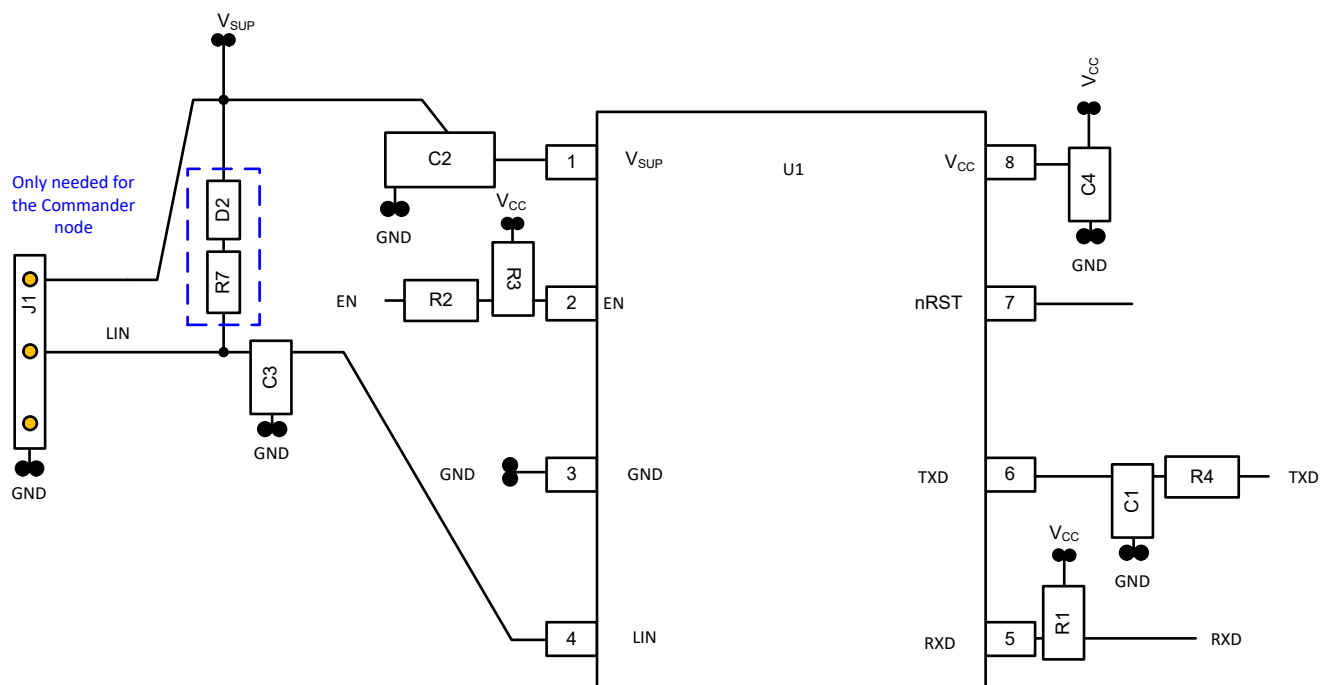 VSUP
VCC
C2
1
VSUP
U1
VCC
8
C4
Only needed for
the Commander
node
D2
GND
VCC
GND
R7
R3
J1
EN
R2
2
EN
nRST
7
LIN
C3
GND
GND
GND
3
GND
TXD
6
C1
R4
TXD
VCC
GND
4
LIN
RXD
5
R1
RXD